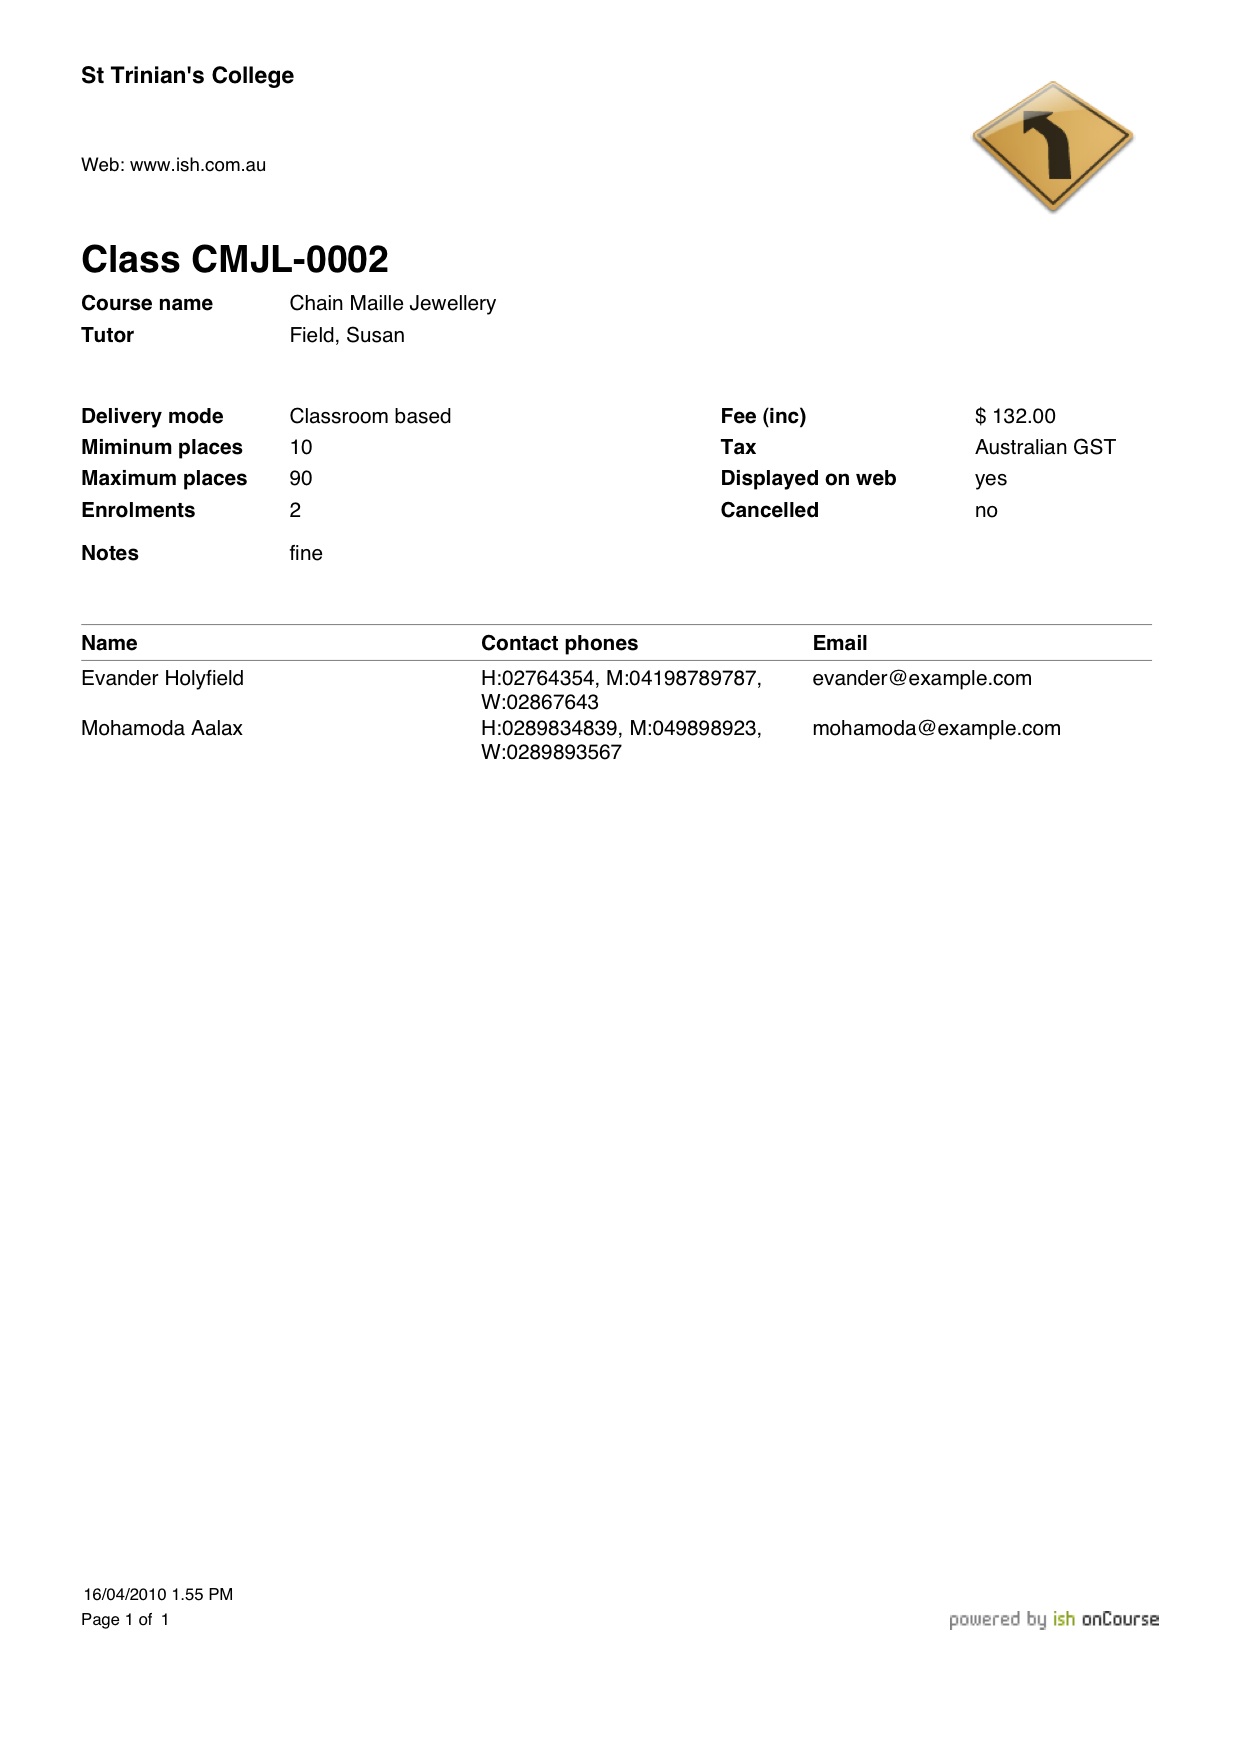 St Trinian's College
Web: www.ish.com.au
Class CMJL-0002
Course name Chain Maille Jewellery
Tutor Field, Susan
Delivery mode Classroom based Fee (inc) $ 132.00
Miminum places 10 Tax Australian GST
Maximum places 90 Displayed on web yes
Enrolments 2 Cancelled no
Notes fine
Name Contact phones Email
Evander Holyfield H:02764354, M:04198789787, evander@example.com
W:02867643
Mohamoda Aalax H:0289834839, M:049898923, mohamoda@example.com
W:0289893567
16/04/2010 1.55 PM
Page 1 of 1
powered by ish onCourse